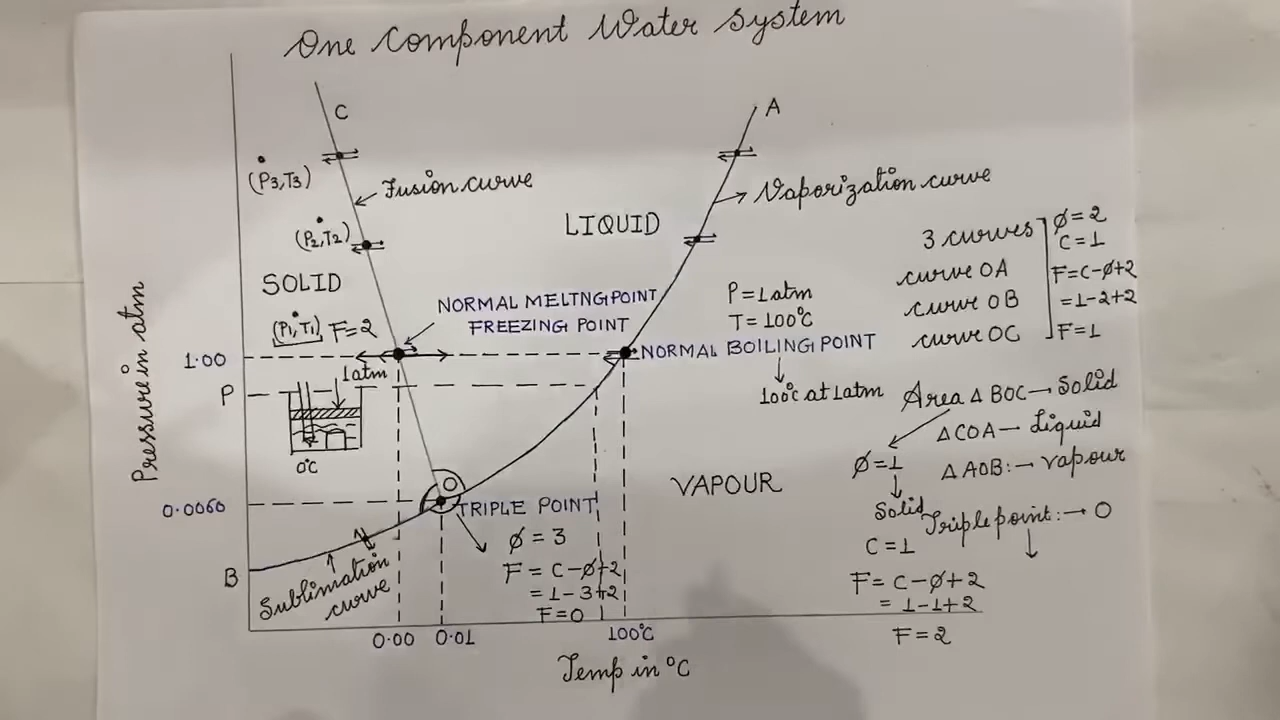 One Component Water System
C
A
(P3,T3)
Fusion curve
Vaporization curve
(P2,T2)
LIQUID
3 curves
curve OA
curve OB
curve OC
ø=2
C=1
F=C-ø+2
=1-2+2
F=1
SOLID
(P1,T1) F=2
NORMAL MELTNG POINT
FREEZING POINT
P=1atm
T=100°C
1.00
NORMAL BOILING POINT
100°C at 1atm
P
1atm
0°C
Pressure in atm
Area Δ BOC→Solid
Δ COA— Liquid
Δ AOB:→ vapour
ø=1
Solid
C=1
F= C-ø+2
= 1-1+2
F=2
Triple point:→ O
VAPOUR
O
0.0060
TRIPLE POINT
ø = 3
F= C-ø+2
= 1-3+2
F=0
B
Sublimation
curve
0.00 0.01 100°C
Temp in °C